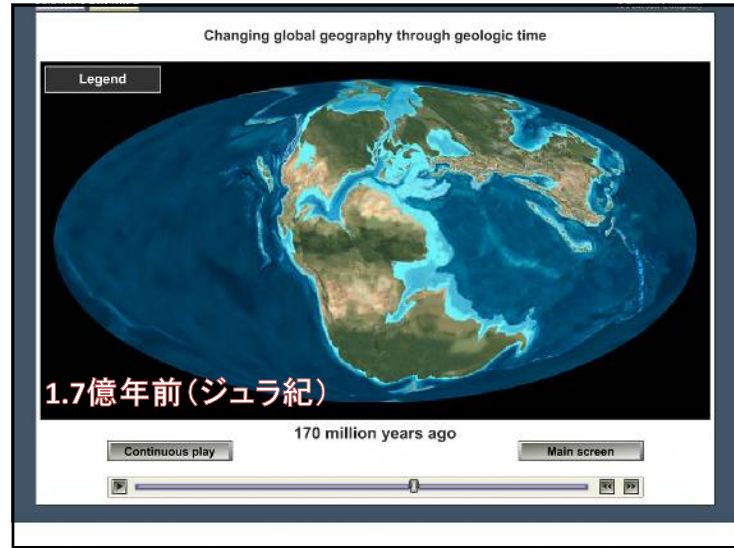 Changing global geography through geologic time
Legend
1.7億年前（ジュラ紀）
170 million years ago
Continuous play
Main screen